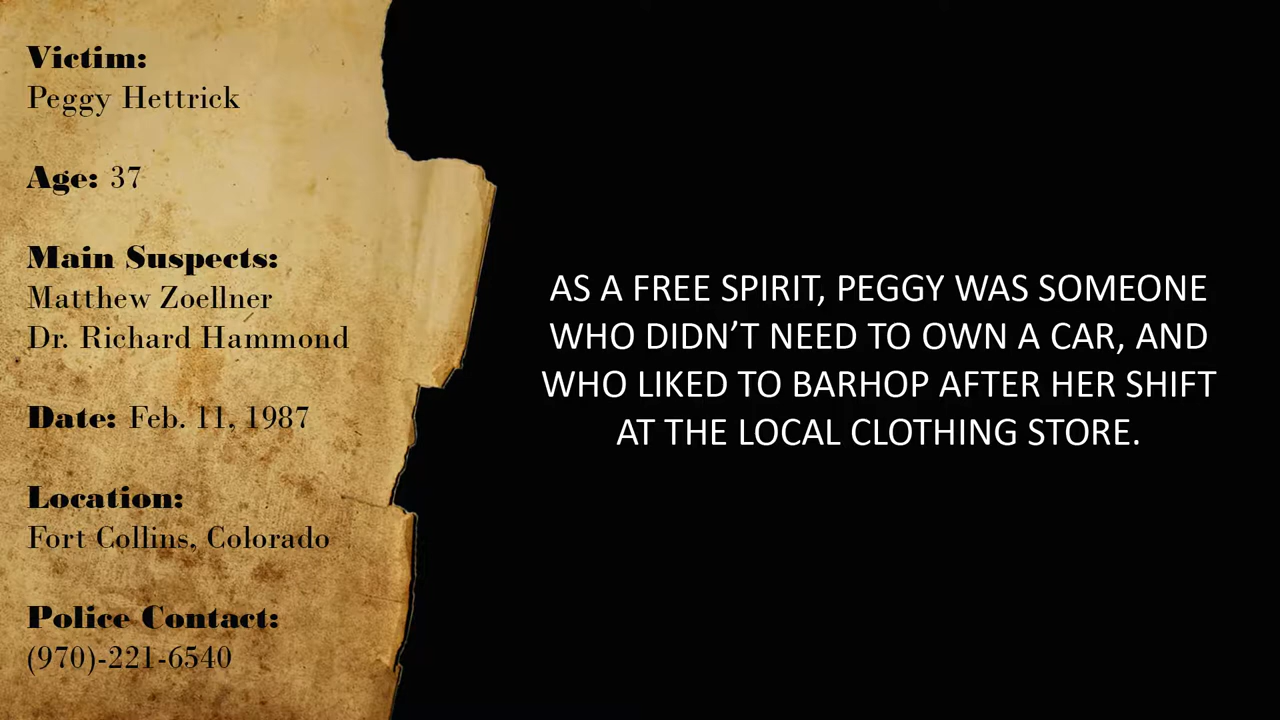 Victim:
Peggy Hettrick
Age: 37
Main Suspects:
Matthew Zoellner
Dr. Richard Hammond
Date: Feb. 11, 1987
Location:
Fort Collins, Colorado
Police Contact:
(970)-221-6540
AS A FREE SPIRIT, PEGGY WAS SOMEONE
WHO DIDN’T NEED TO OWN A CAR, AND
WHO LIKED TO BARHOP AFTER HER SHIFT
AT THE LOCAL CLOTHING STORE.